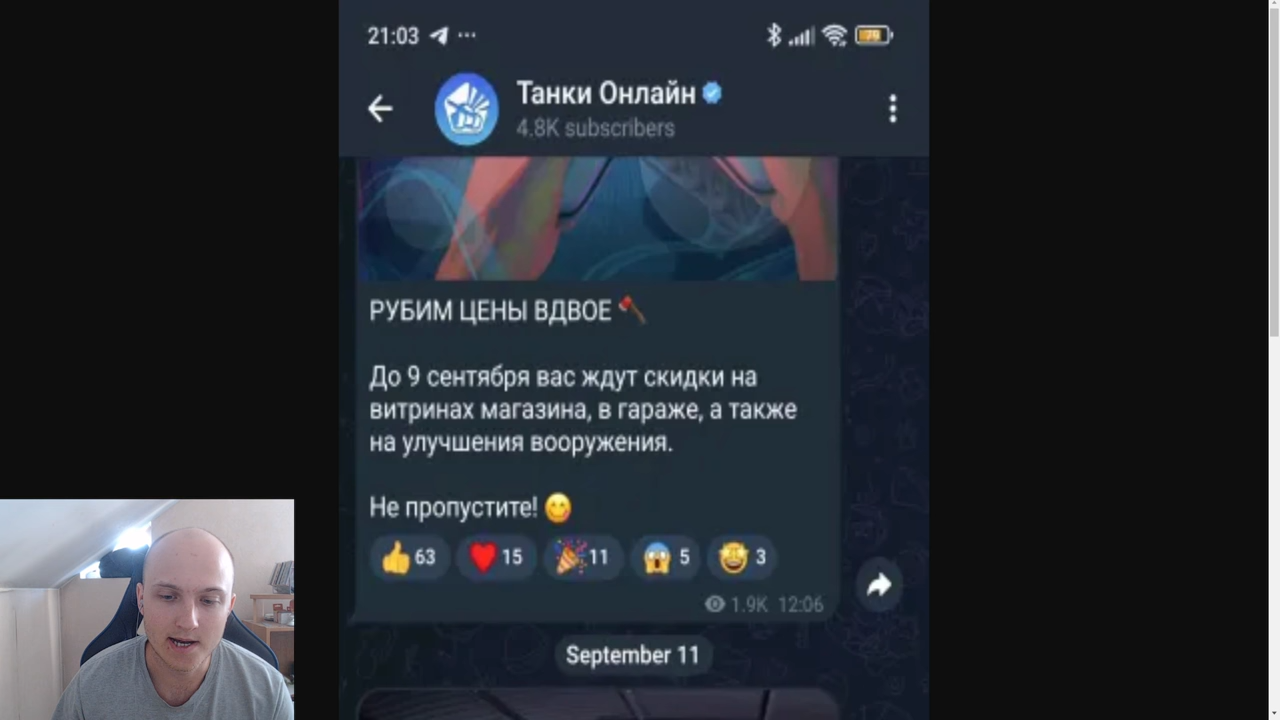 21:03
79
Танки Онлайн
4.8K subscribers
РУБИМ ЦЕНЫ ВДВОЕ 🪓
До 9 сентября вас ждут скидки на
витринах магазина, в гараже, а также
на улучшения вооружения.
Не пропустите! 😋
👍 63 ❤️ 15 🎉 11 😱 5 🤩 3
1.9K 12:06
September 11